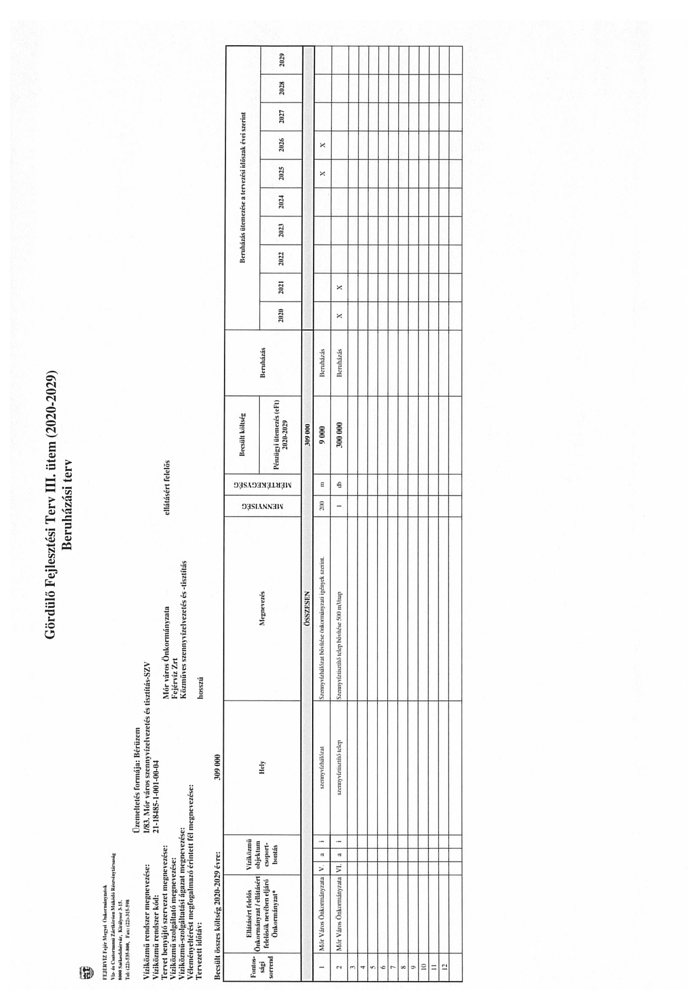 Gördülő Fejlesztési Terv III. ütem (2020-2029)
Beruházási terv
FEJÉRVÍZ Fejér Megyei Önkormányzatok
Víz- és Csatornamű Zártkörűen Működő Részvénytársaság
8000 Székesfehérvár, Királysor 3-15.
Tel: (22)-535-800, Fax: (22)-315-598
Üzemeltetés formája: Bérüzem
Víziközmű rendszer megnevezése: I/83. Mór város szennyvízelvezetés és tisztítás-SZV
Víziközmű rendszer kód: 21-18485-1-001-00-04
Tervet benyújtó szervezet megnevezése: Mór város Önkormányzata ellátásért felelős
Víziközmű szolgáltató megnevezése: Fejérvíz Zrt
Víziközmű-szolgáltatási ágazat megnevezése: Közműves szennyvízelvezetés és -tisztítás
Véleményeltérést megfogalmazó érintett fél megnevezése:
Tervezett időtáv: hosszú
Becsült összes költség 2020-2029 évre: 309 000
Fontos-
sági
sorrend
Ellátásért felelős
Önkormányzat / ellátásért
felelősök nevében eljáró
Önkormányzat*
Víziközmű
objektum
csoport-
bontás
Hely
Megnevezés
MENNYISÉG
MÉRTÉKEGYSÉG
Becsült költség
Pénzügyi ütemezés (eFt)
2020-2029
Beruházás
Beruházás ütemezése a tervezési időszak évei szerint
2020 2021 2022 2023 2024 2025 2026 2027 2028 2029
ÖSSZESEN 309 000
1 Mór Város Önkormányzata V. a i szennyvízhálózat Szennyvízhálózat bővítése önkormányzati igények szerint. 200 m 9 000 Beruházás X X
2 Mór Város Önkormányzata VI. a i szennyvíztisztító telep Szennyvíztisztító telep bővítése 500 m3/nap 1 db 300 000 Beruházás X X
3
4
5
6
7
8
9
10
11
12